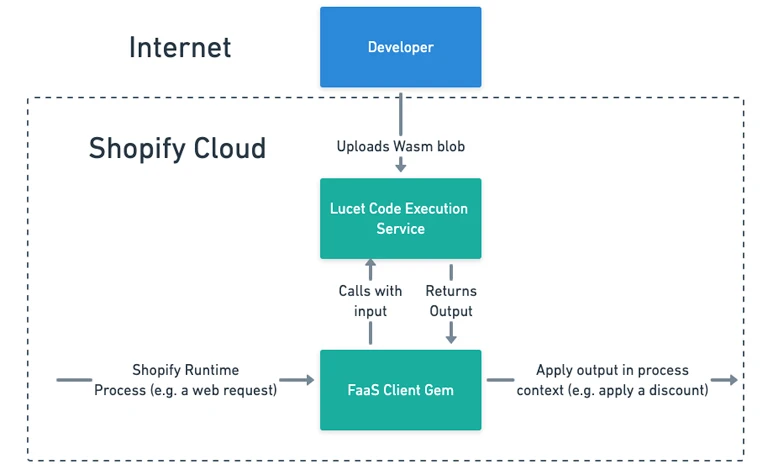 Internet
Developer
Shopify Cloud
Uploads Wasm blob
Lucet Code Execution
Service
Calls with
input
Returns
Output
Shopify Runtime
Process (e.g. a web request)
FaaS Client Gem
Apply output in process
context (e.g. apply a discount)